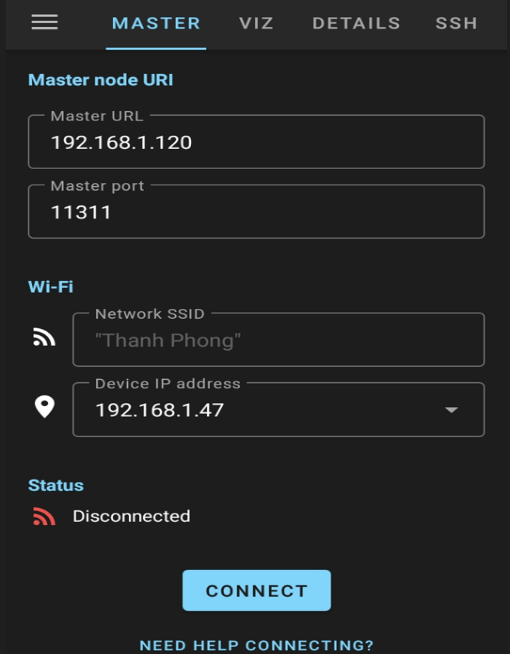 MASTER VIZ DETAILS SSH
Master node URI
Master URL
192.168.1.120
Master port
11311
Wi-Fi
Network SSID
"Thanh Phong"
Device IP address
192.168.1.47
Status
Disconnected
CONNECT
NEED HELP CONNECTING?